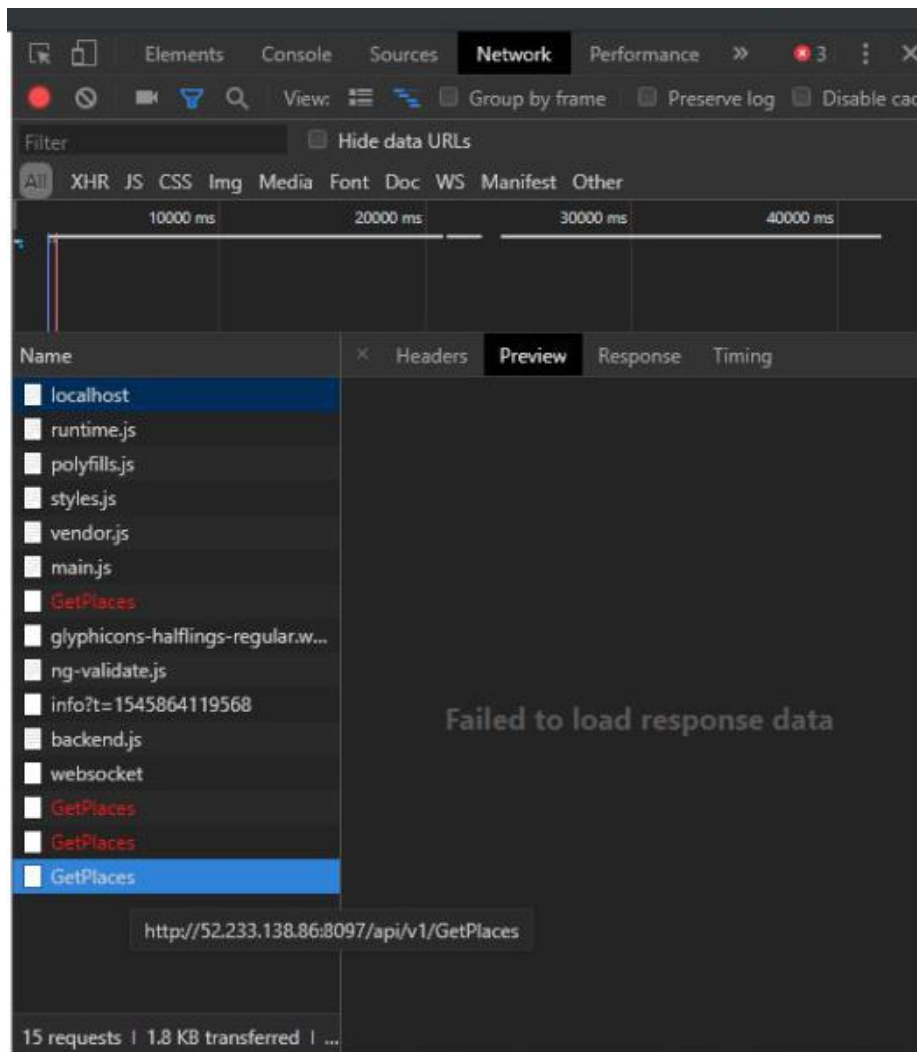 Elements Console Sources Network Performance » 3
View: Group by frame Preserve log Disable cac
Filter Hide data URLs
All XHR JS CSS Img Media Font Doc WS Manifest Other
10000 ms 20000 ms 30000 ms 40000 ms
Name × Headers Preview Response Timing
localhost
runtime.js
polyfills.js
styles.js
vendor.js
main.js
GetPlaces
glyphicons-halflings-regular.w...
ng-validate.js
info?t=1545864119568
Failed to load response data
backend.js
websocket
GetPlaces
GetPlaces
GetPlaces
http://52.233.138.86:8097/api/v1/GetPlaces
15 requests | 1.8 KB transferred | ...